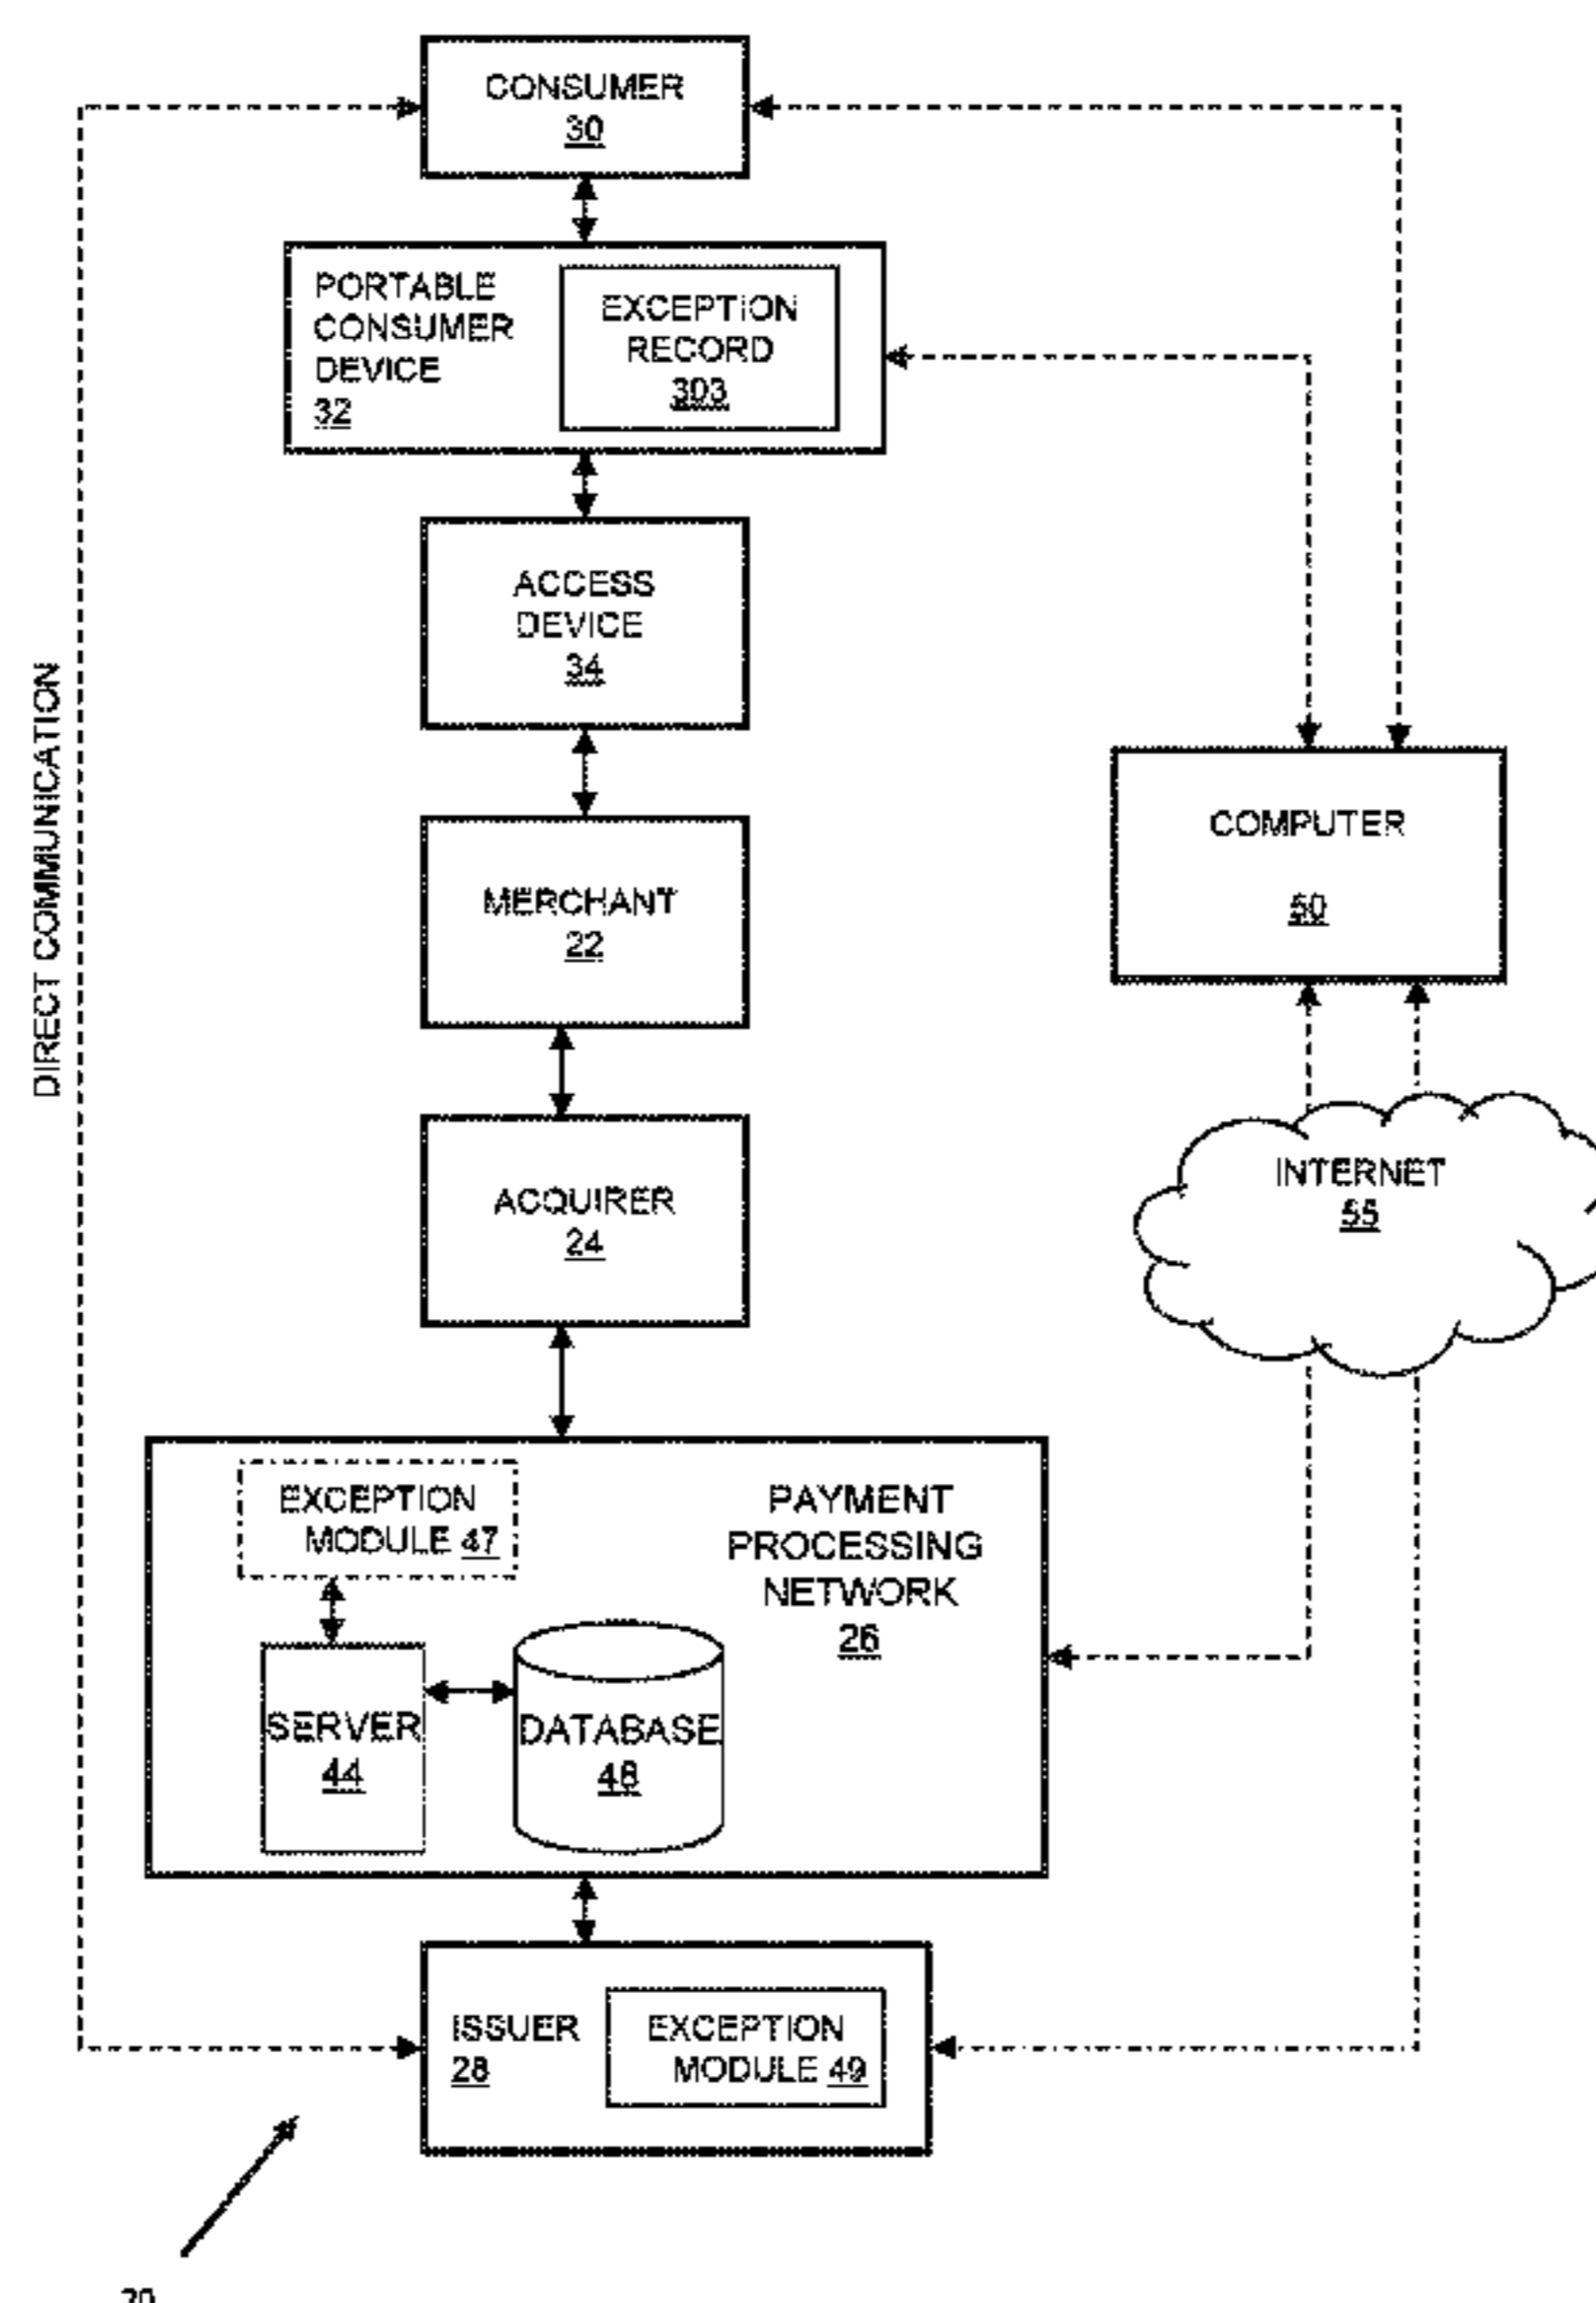 CONSUMER
30
PORTABLE
CONSUMER
DEVICE
32
EXCEPTION
RECORD
303
ACCESS
DEVICE
34
DIRECT COMMUNICATION
MERCHANT
22
COMPUTER
50
ACQUIRER
24
INTERNET
55
EXCEPTION
MODULE 47
PAYMENT
PROCESSING
NETWORK
26
SERVER
44
DATABASE
48
ISSUER
28
EXCEPTION
MODULE 49
20